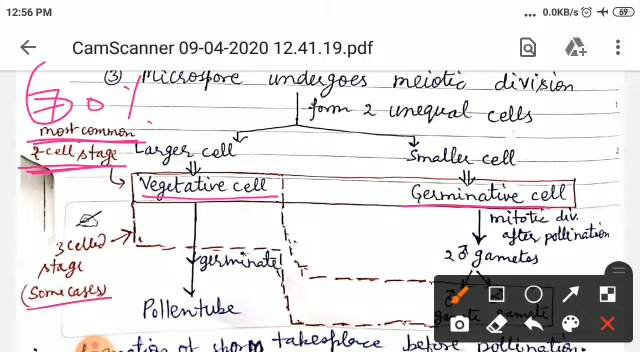 12:56 PM ... 0.0KB/s 69
CamScanner 09-04-2020 12.41.19.pdf
③ Microspore undergoes meiotic division
60%
form 2 unequal cells
most common
2-cell stage
Larger cell
Smaller cell
Vegetative cell
Germinative cell
mitotic div.
after pollination
3 celled
stage
(Some cases)
germinate
2♂ gametes
Pollentube
formation of sperm takes place before pollination.